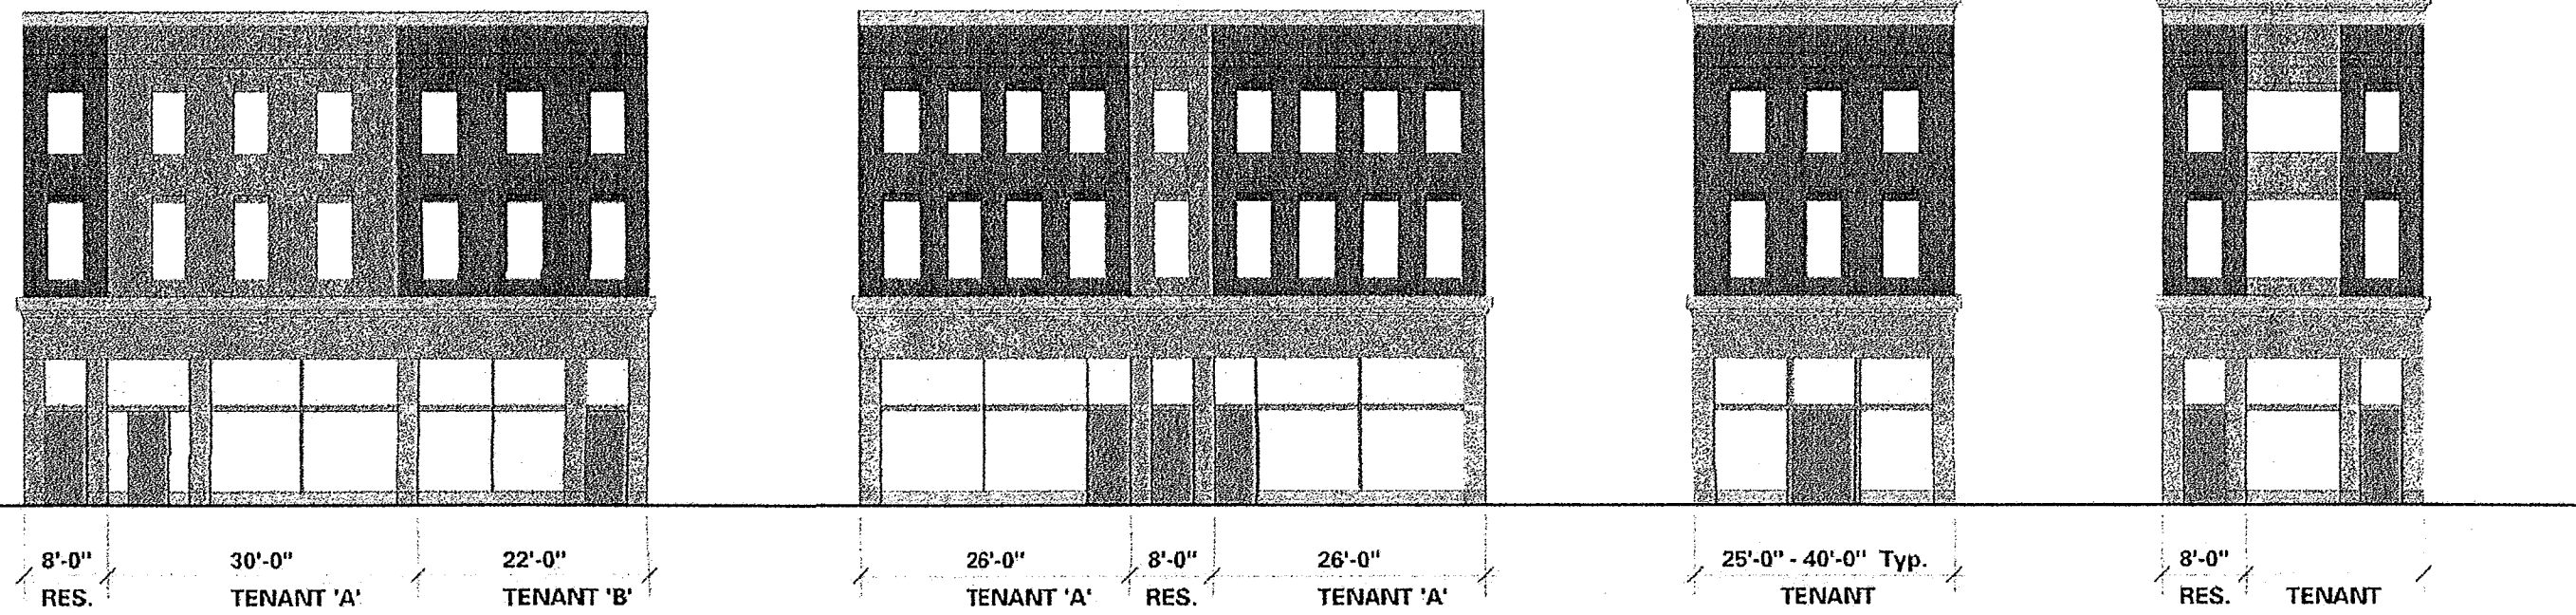 8'-0" 30'-0" 22'-0" 26'-0" 8'-0" 26'-0" 25'-0" - 40'-0" Typ. 8'-0"
RES. TENANT 'A' TENANT 'B' TENANT 'A' RES. TENANT 'A' TENANT RES. TENANT